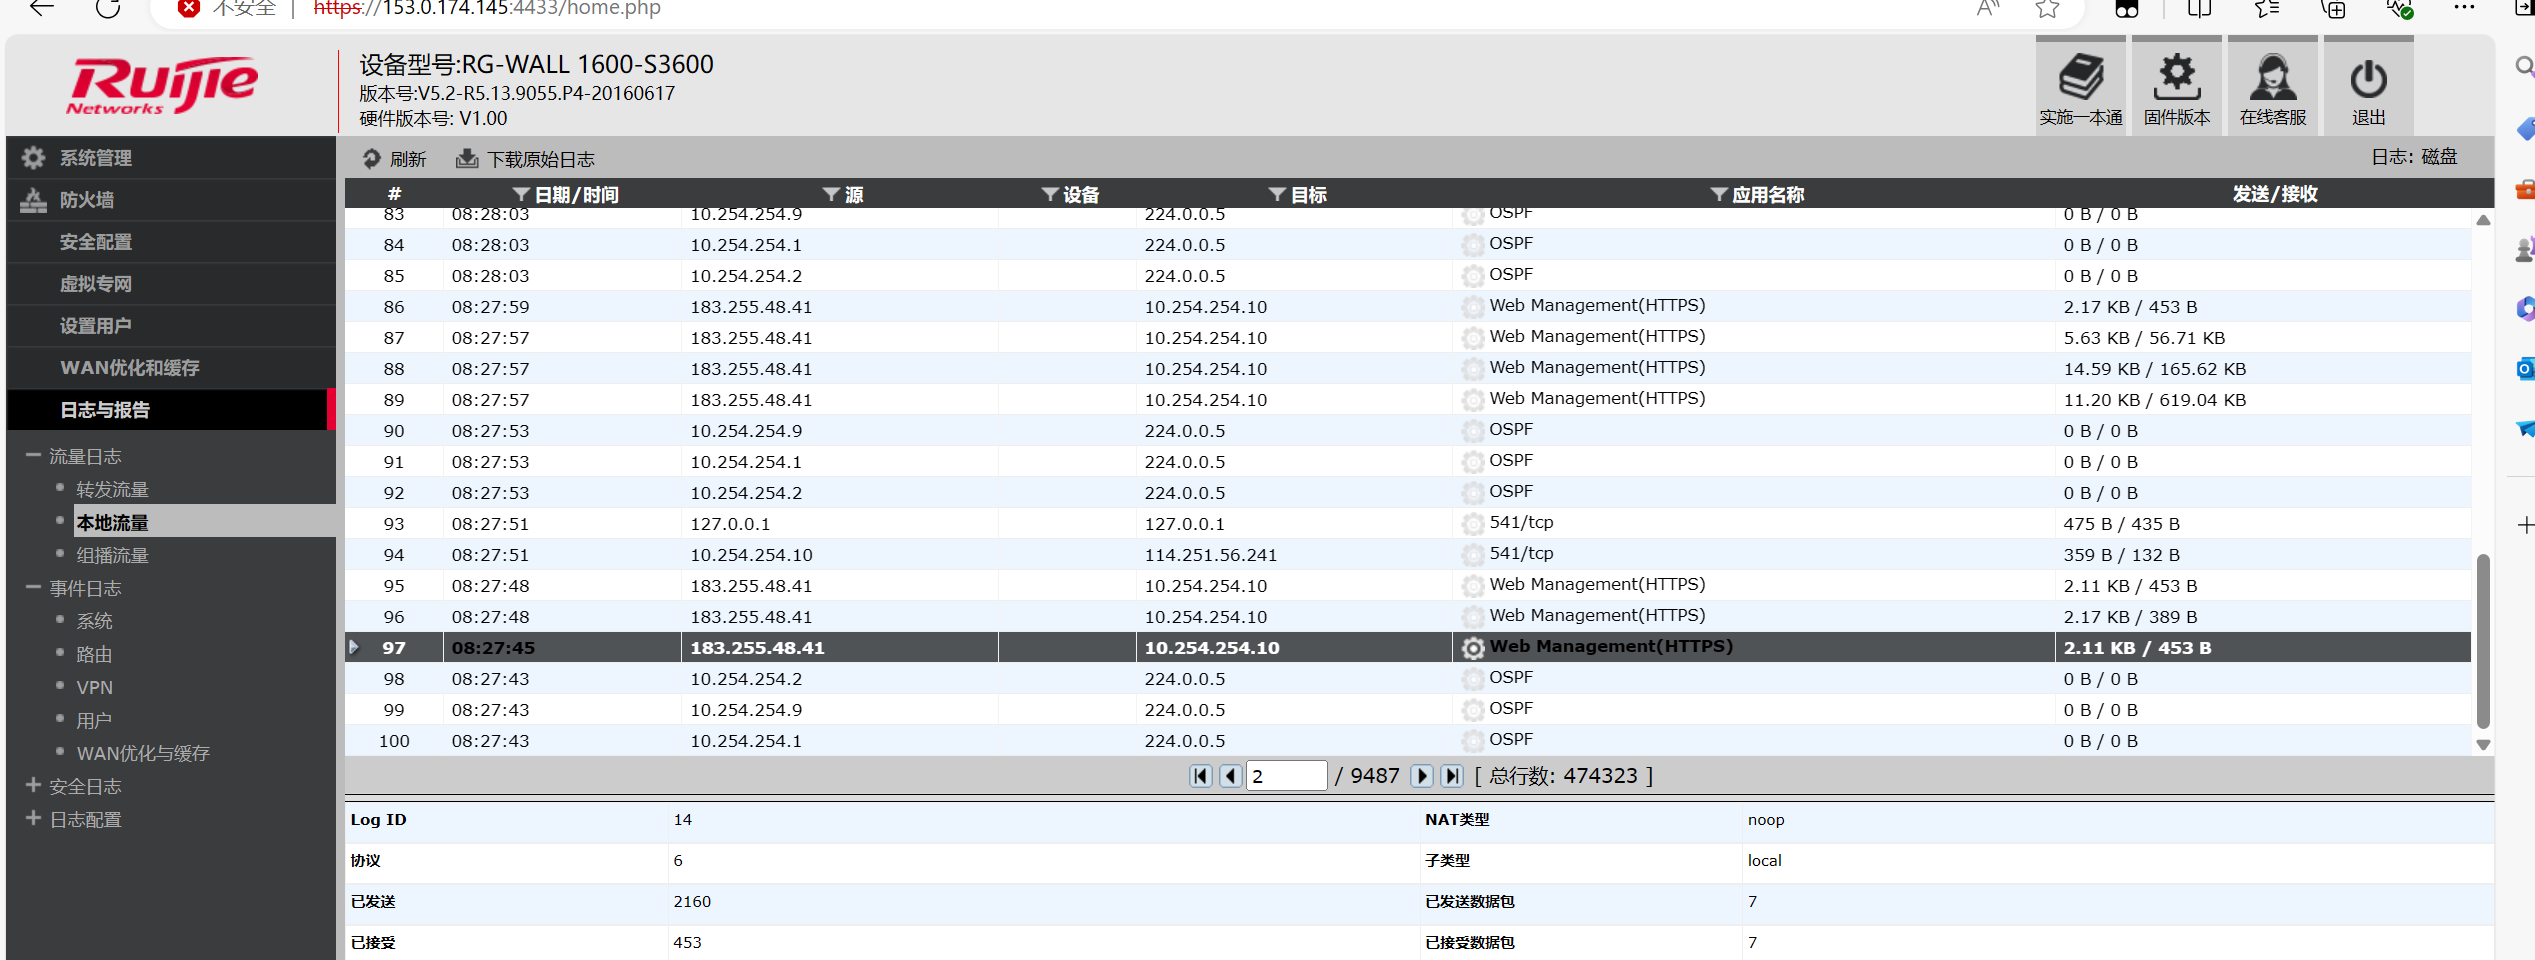 不安全 | https://153.0.174.145:4433/home.php
Ruijie
Networks
设备型号:RG-WALL 1600-S3600
版本号:V5.2-R5.13.9055.P4-20160617
硬件版本号: V1.00
实施一本通 固件版本 在线客服 退出
系统管理
防火墙
安全配置
虚拟专网
设置用户
WAN优化和缓存
日志与报告
流量日志
转发流量
本地流量
组播流量
事件日志
系统
路由
VPN
用户
WAN优化与缓存
安全日志
日志配置
刷新 下载原始日志 日志: 磁盘
# 日期/时间 源 设备 目标 应用名称 发送/接收
83 08:28:03 10.254.254.9 224.0.0.5 OSPF 0 B / 0 B
84 08:28:03 10.254.254.1 224.0.0.5 OSPF 0 B / 0 B
85 08:28:03 10.254.254.2 224.0.0.5 OSPF 0 B / 0 B
86 08:27:59 183.255.48.41 10.254.254.10 Web Management(HTTPS) 2.17 KB / 453 B
87 08:27:57 183.255.48.41 10.254.254.10 Web Management(HTTPS) 5.63 KB / 56.71 KB
88 08:27:57 183.255.48.41 10.254.254.10 Web Management(HTTPS) 14.59 KB / 165.62 KB
89 08:27:57 183.255.48.41 10.254.254.10 Web Management(HTTPS) 11.20 KB / 619.04 KB
90 08:27:53 10.254.254.9 224.0.0.5 OSPF 0 B / 0 B
91 08:27:53 10.254.254.1 224.0.0.5 OSPF 0 B / 0 B
92 08:27:53 10.254.254.2 224.0.0.5 OSPF 0 B / 0 B
93 08:27:51 127.0.0.1 127.0.0.1 541/tcp 475 B / 435 B
94 08:27:51 10.254.254.10 114.251.56.241 541/tcp 359 B / 132 B
95 08:27:48 183.255.48.41 10.254.254.10 Web Management(HTTPS) 2.11 KB / 453 B
96 08:27:48 183.255.48.41 10.254.254.10 Web Management(HTTPS) 2.17 KB / 389 B
97 08:27:45 183.255.48.41 10.254.254.10 Web Management(HTTPS) 2.11 KB / 453 B
98 08:27:43 10.254.254.2 224.0.0.5 OSPF 0 B / 0 B
99 08:27:43 10.254.254.9 224.0.0.5 OSPF 0 B / 0 B
100 08:27:43 10.254.254.1 224.0.0.5 OSPF 0 B / 0 B
2 / 9487 [ 总行数: 474323 ]
Log ID 14 NAT类型 noop
协议 6 子类型 local
已发送 2160 已发送数据包 7
已接受 453 已接受数据包 7